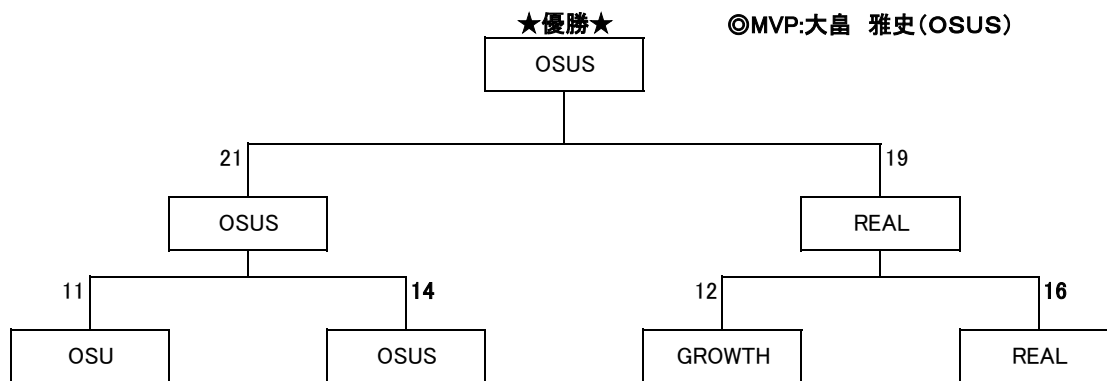 ★優勝★ ◎MVP:大畠 雅史(OSUS)
OSUS
21 19
OSUS REAL
11 14 12 16
OSU OSUS GROWTH REAL